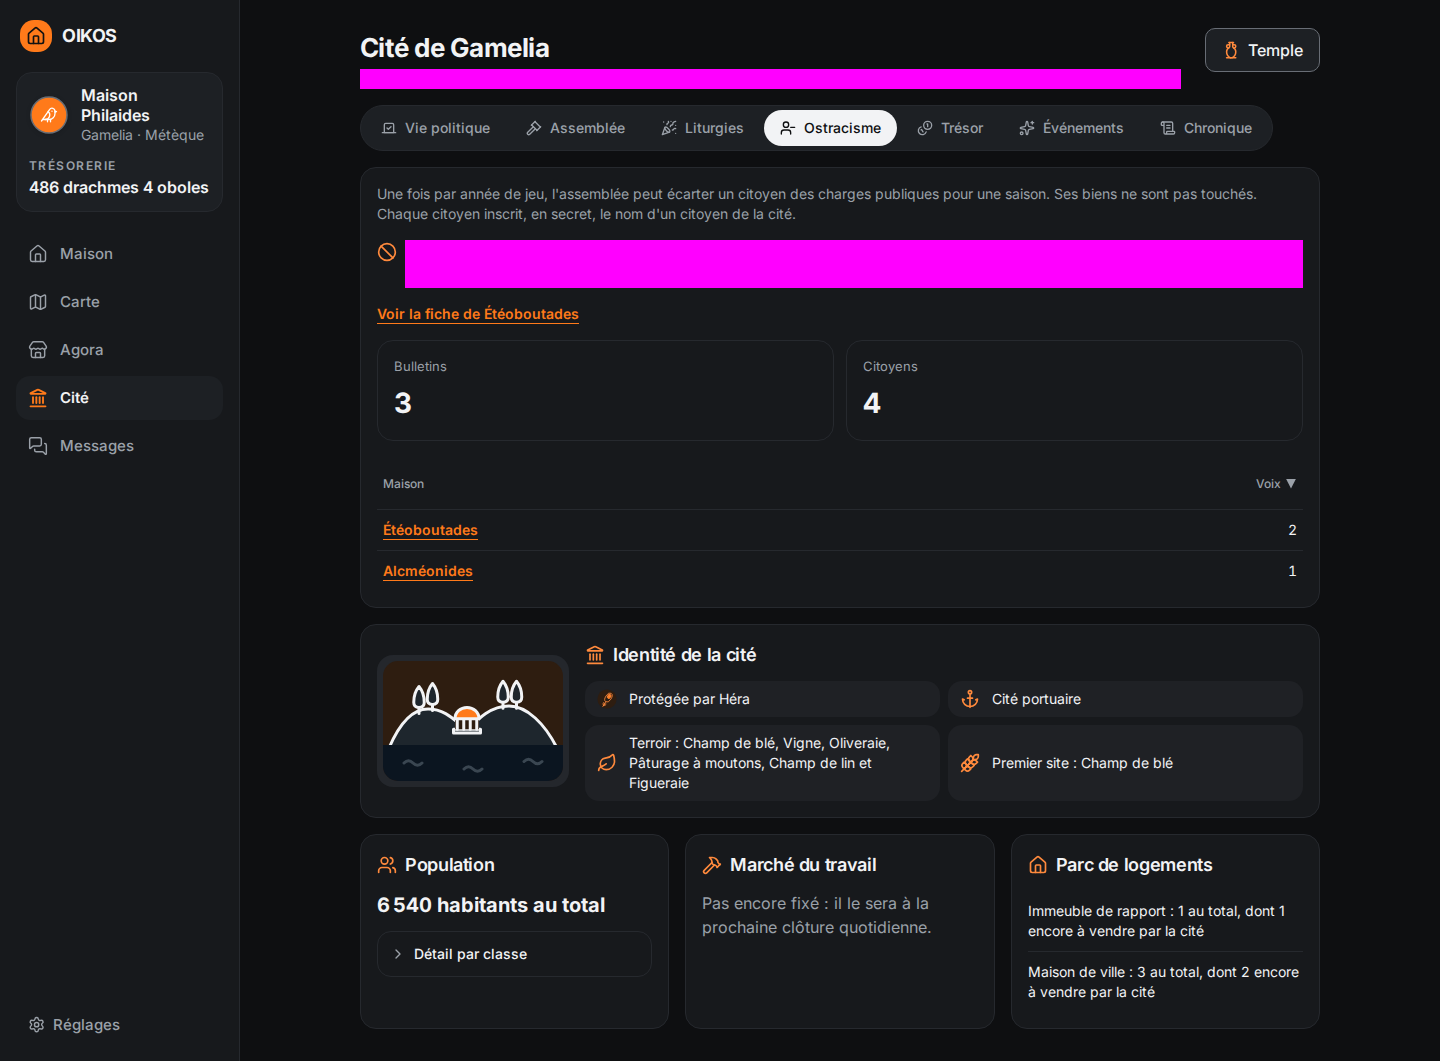 OIKOS
Maison
Philaides
Gamelia · Métèque
TRÉSORERIE
486 drachmes 4 oboles
Maison
Carte
Agora
Cité
Messages
Réglages
Cité de Gamelia
Temple
Vie politique
Assemblée
Liturgies
Ostracisme
Trésor
Événements
Chronique
Une fois par année de jeu, l'assemblée peut écarter un citoyen des charges publiques pour une saison. Ses biens ne sont pas touchés.
Chaque citoyen inscrit, en secret, le nom d'un citoyen de la cité.
Voir la fiche de Étéoboutades
Bulletins
3
Citoyens
4
Maison
Voix ▼
Étéoboutades
2
Alcméonides
1
Identité de la cité
Protégée par Héra
Cité portuaire
Terroir : Champ de blé, Vigne, Oliveraie,
Pâturage à moutons, Champ de lin et
Figueraie
Premier site : Champ de blé
Population
6 540 habitants au total
Détail par classe
Marché du travail
Pas encore fixé : il le sera à la
prochaine clôture quotidienne.
Parc de logements
Immeuble de rapport : 1 au total, dont 1
encore à vendre par la cité
Maison de ville : 3 au total, dont 2 encore
à vendre par la cité